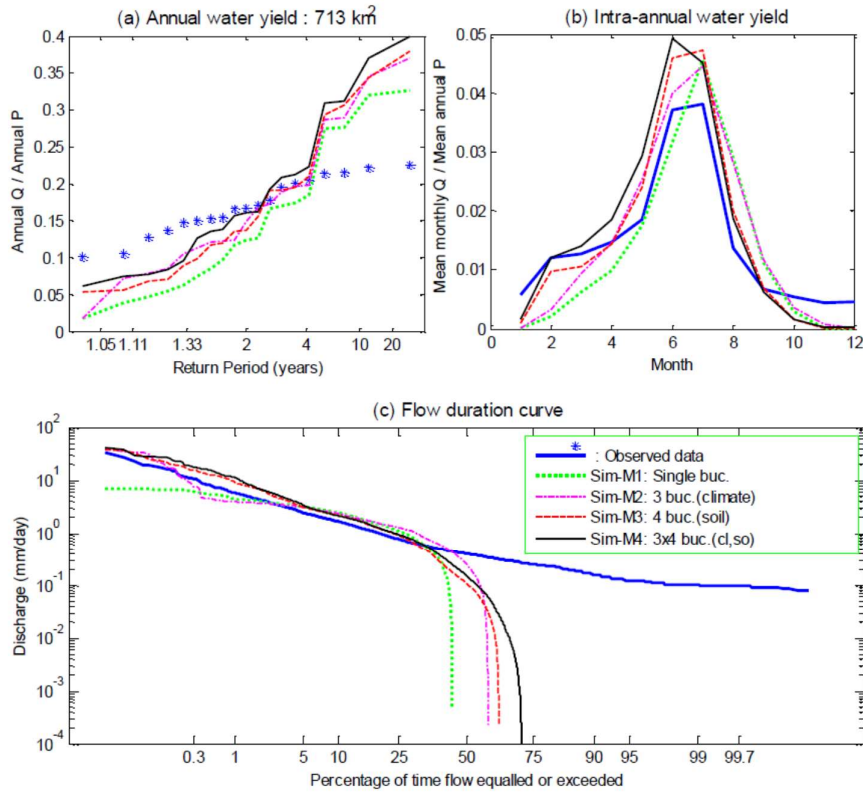 (a) Annual water yield : 713 km2
0.4
0.35
0.3
0.25
0.2
0.15
0.1
0.05
0
Annual Q / Annual P
1.05 1.11 1.33 2 4 10 20
Return Period (years)
(b) Intra-annual water yield
0.05
0.04
0.03
0.02
0.01
0
Mean monthly Q / Mean annual P
0 2 4 6 8 10 12
Month
(c) Flow duration curve
10^2
10^1
10^0
10^-1
10^-2
10^-3
10^-4
Discharge (mm/day)
* : Observed data
Sim-M1: Single buc.
Sim-M2: 3 buc.(climate)
Sim-M3: 4 buc.(soil)
Sim-M4: 3x4 buc.(cl,so)
0.3 1 5 10 25 50 75 90 95 99 99.7
Percentage of time flow equalled or exceeded